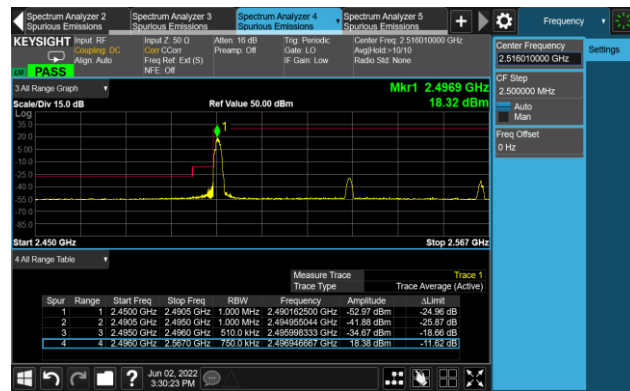 Spectrum Analyzer 2
Spurious Emissions
Spectrum Analyzer 3
Spurious Emissions
Spectrum Analyzer 4
Spurious Emissions
Spectrum Analyzer 5
Spurious Emissions
Frequency
KEYSIGHT
Input: RF
Coupling: DC
Align: Auto
Input Z: 50 Ω
Corr CCorr
Freq Ref: Ext (S)
NFE: Off
Atten: 16 dB
Preamp: Off
Trig: Periodic
Gate: LO
IF Gain: Low
Center Freq: 2.516010000 GHz
Avg|Hold:>10/10
Radio Std: None
PASS
Center Frequency
2.516010000 GHz
Settings
CF Step
2.500000 MHz
Auto
Man
Freq Offset
0 Hz
3 All Range Graph
Mkr1 2.4969 GHz
Scale/Div 15.0 dB
Ref Value 50.00 dBm
18.32 dBm
Log
35.0
20.0
5.00
-10.0
-25.0
-40.0
-55.0
-70.0
-85.0
1
Start 2.450 GHz
Stop 2.567 GHz
4 All Range Table
Measure Trace Trace 1
Trace Type Trace Average (Active)
Spur Range Start Freq Stop Freq RBW Frequency Amplitude ΔLimit
1 1 2.4500 GHz 2.4905 GHz 1.000 MHz 2.490162500 GHz -52.97 dBm -24.96 dB
2 2 2.4905 GHz 2.4950 GHz 1.000 MHz 2.494955044 GHz -41.88 dBm -25.87 dB
3 3 2.4950 GHz 2.4960 GHz 510.0 kHz 2.495998333 GHz -34.67 dBm -18.66 dB
4 4 2.4960 GHz 2.5670 GHz 750.0 kHz 2.496946667 GHz 18.38 dBm -11.62 dB
Jun 02, 2022
3:30:23 PM